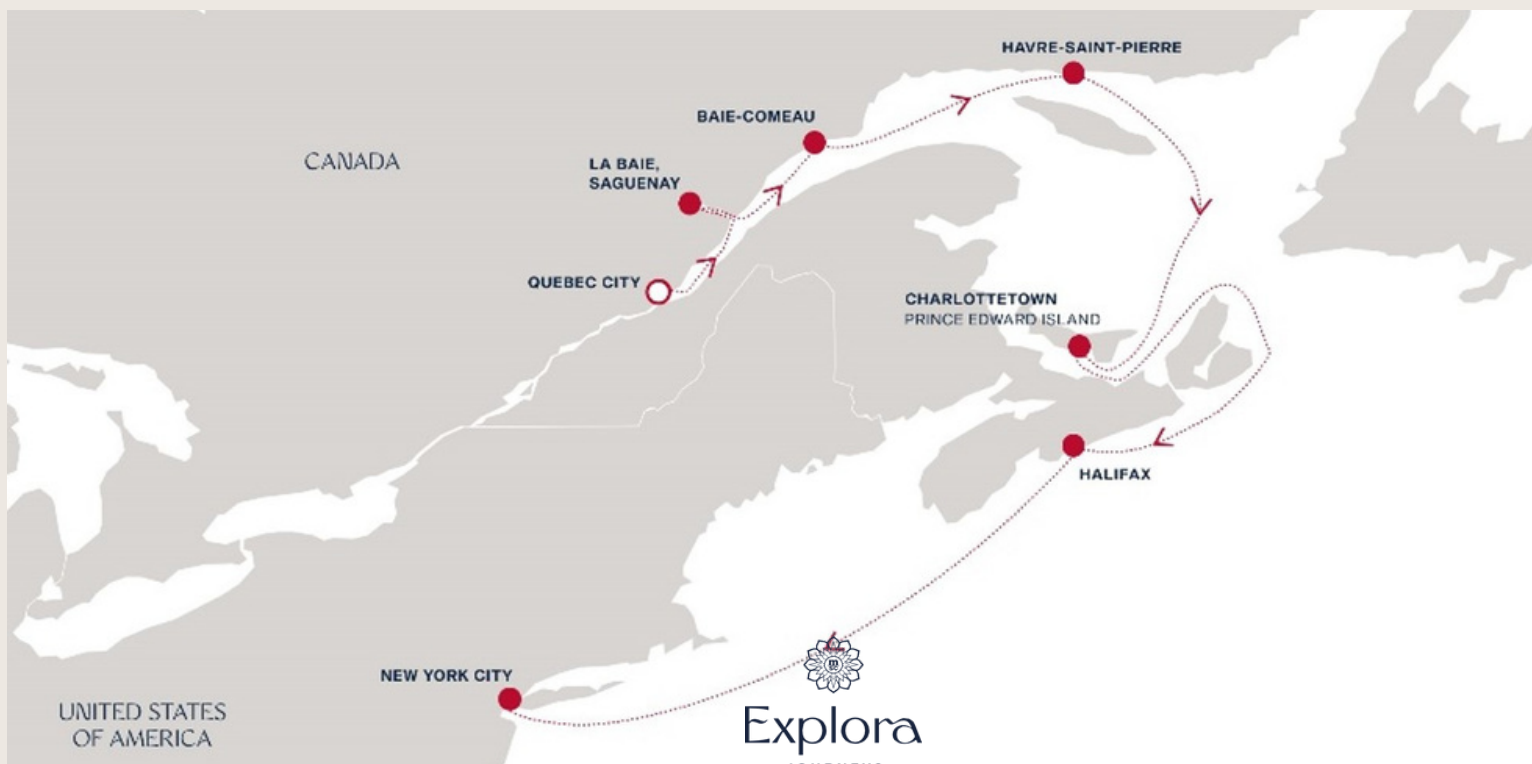 HAVRE-SAINT-PIERRE
BAIE-COMEAU
CANADA
LA BAIE,
SAGUENAY
QUEBEC CITY
CHARLOTTETOWN
PRINCE EDWARD ISLAND
HALIFAX
NEW YORK CITY
UNITED STATES
OF AMERICA
Explora